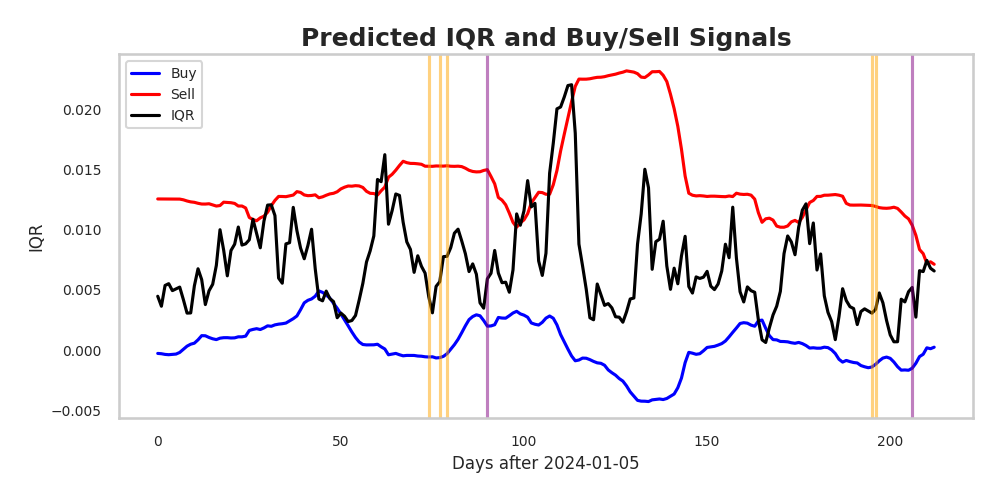 Predicted IQR and Buy/Sell Signals
Buy
Sell
IQR
0.020
0.015
0.010
0.005
0.000
−0.005
IQR
0
50
100
150
200
Days after 2024-01-05